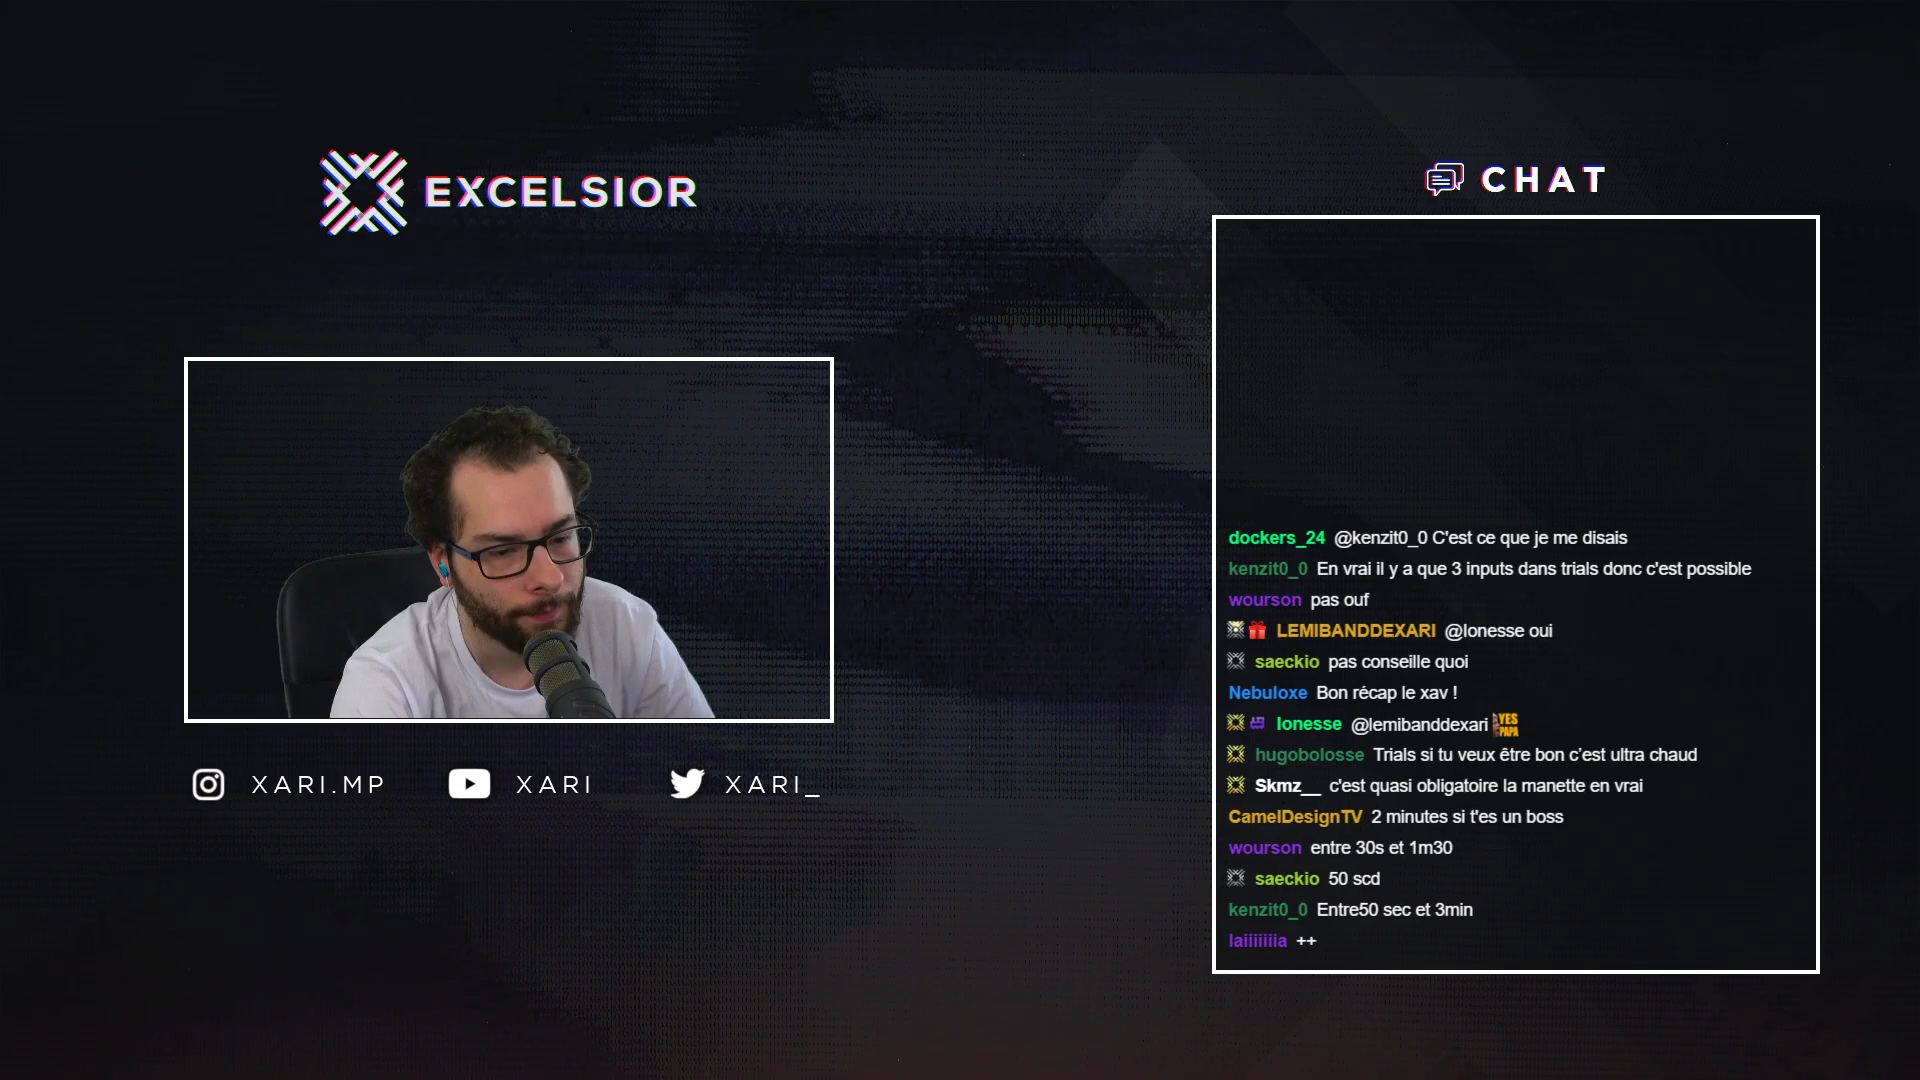 EXCELSIOR
CHAT
dockers_24 @kenzit0_0 C'est ce que je me disais
kenzit0_0 En vrai il y a que 3 inputs dans trials donc c'est possible
wourson pas ouf
LEMIBANDDEXARI @lonesse oui
saeckio pas conseille quoi
Nebuloxe Bon récap le xav !
lonesse @lemibanddexari YES PAPA
hugobolosse Trials si tu veux être bon c'est ultra chaud
Skmz__ c'est quasi obligatoire la manette en vrai
CamelDesignTV 2 minutes si t'es un boss
wourson entre 30s et 1m30
saeckio 50 scd
kenzit0_0 Entre50 sec et 3min
laiiiiiiia ++
XARI.MP XARI XARI_